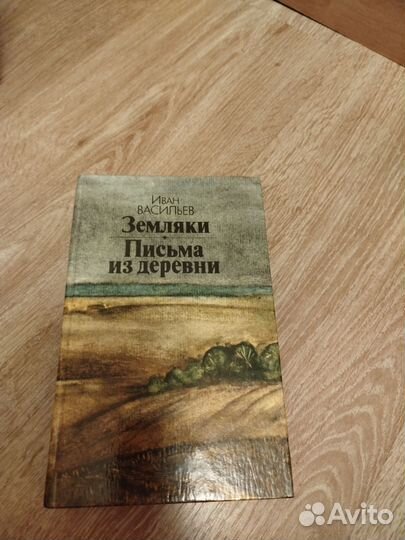 Иван
ВАСИЛЬЕВ
Земляки
Письма
из деревни
Avito